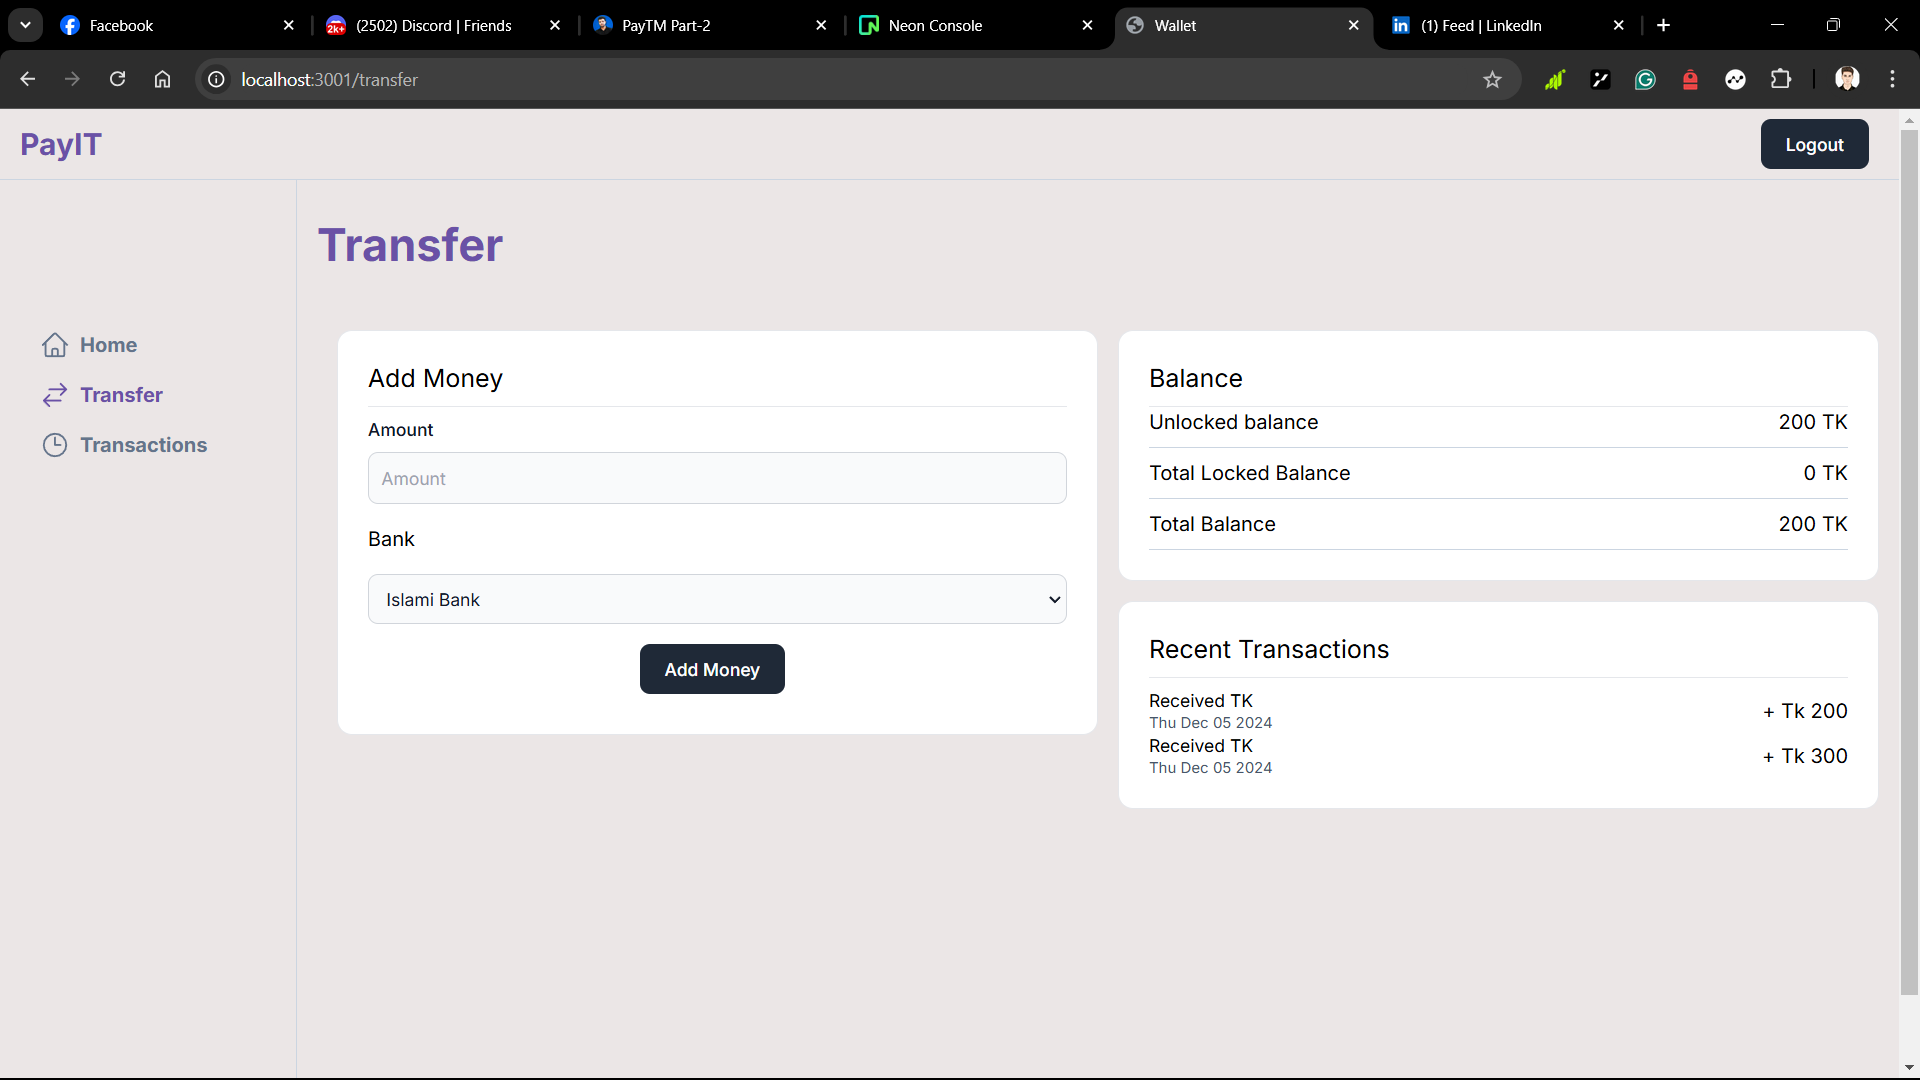 Facebook
2k+
(2502) Discord | Friends
PayTM Part-2
Neon Console
Wallet
in
(1) Feed | LinkedIn
localhost:3001/transfer
PayIT
Logout
Transfer
Home
Transfer
Transactions
Add Money
Amount
Amount
Bank
Islami Bank
Add Money
Balance
Unlocked balance 200 TK
Total Locked Balance 0 TK
Total Balance 200 TK
Recent Transactions
Received TK
Thu Dec 05 2024
+ Tk 200
Received TK
Thu Dec 05 2024
+ Tk 300